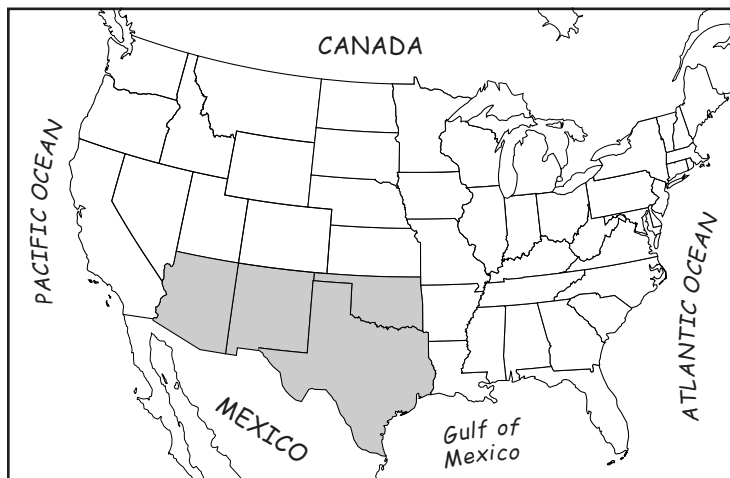 CANADA
PACIFIC OCEAN
ATLANTIC OCEAN
MEXICO
Gulf of
Mexico